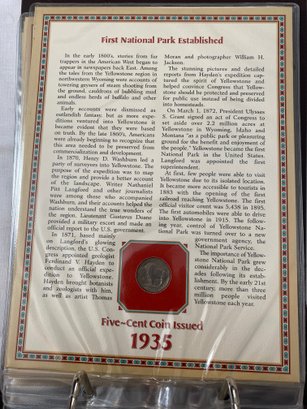 First National Park Established
In the early 1800's, stories from fur
trappers in the American West began to
appear in newspapers back East. Among
the tales from the Yellowstone region of
northwestern Wyoming were accounts of
towering geysers of steam shooting from
the ground, cauldrons of bubbling mud
and endless herds of buffalo and other
animals.
Early accounts were dismissed as
outlandish fantasy, but as more expe-
ditions ventured into Yellowstone it
became evident that they were based
on truth. By the late 1800's, Americans
were already beginning to recognize that
this area needed to be preserved from
commercialization and development.
In 1870, Henry D. Washburn led a
party of surveyors into Yellowstone. The
purpose of the expedition was to map
the region and provide a better account
of the landscape. Writer Nathaniel
Pitt Langford and other journalists
were among those who accompanied
Washburn, and their accounts helped the
nation understand the true wonders of
the region. Lieutenant Gustavus Doane
provided a military escort and made an
official report to the U.S. government.
In 1871, based mainly
on Langford's glowing
description, the U.S. Con-
gress appointed geologist
Ferdinand V. Hayden to
conduct an official expe-
dition to Yellowstone.
Hayden brought botanists
and zoologists with him,
as well as artist Thomas
Moran and photographer William H.
Jackson.
The stunning pictures and detailed
reports from Hayden's expedition cap-
tured the spirit of Yellowstone and
helped convince Congress that Yellow-
stone should be protected and preserved
for public use instead of being divided
into homesteads.
On March 1, 1872, President Ulysses
S. Grant signed an act of Congress to
set aside over 2.2 million acres of
Yellowstone in Wyoming, Idaho and
Montana "as a public park or pleasuring
ground for the benefit and enjoyment of
the people." Yellowstone became the first
National Park in the United States.
Langford was appointed the first
superintendent.
At first, few people were able to visit
Yellowstone due to its isolated location.
It became more accessible to tourists in
1883 with the opening of the first
railroad reaching Yellowstone. The first
official visitor count was 5,438 in 1895.
The first automobiles were able to drive
into Yellowstone in 1915. The follow-
ing year, control of Yellowstone Na-
tional Park was turned over to a new
government agency, the
National Park Service.
The importance of Yellow-
stone National Park grew
considerably in the dec-
ades following its estab-
lishment. By the early 21st
century, more than three
million people visited
Yellowstone each year.
Five-Cent Coin Issued
1935